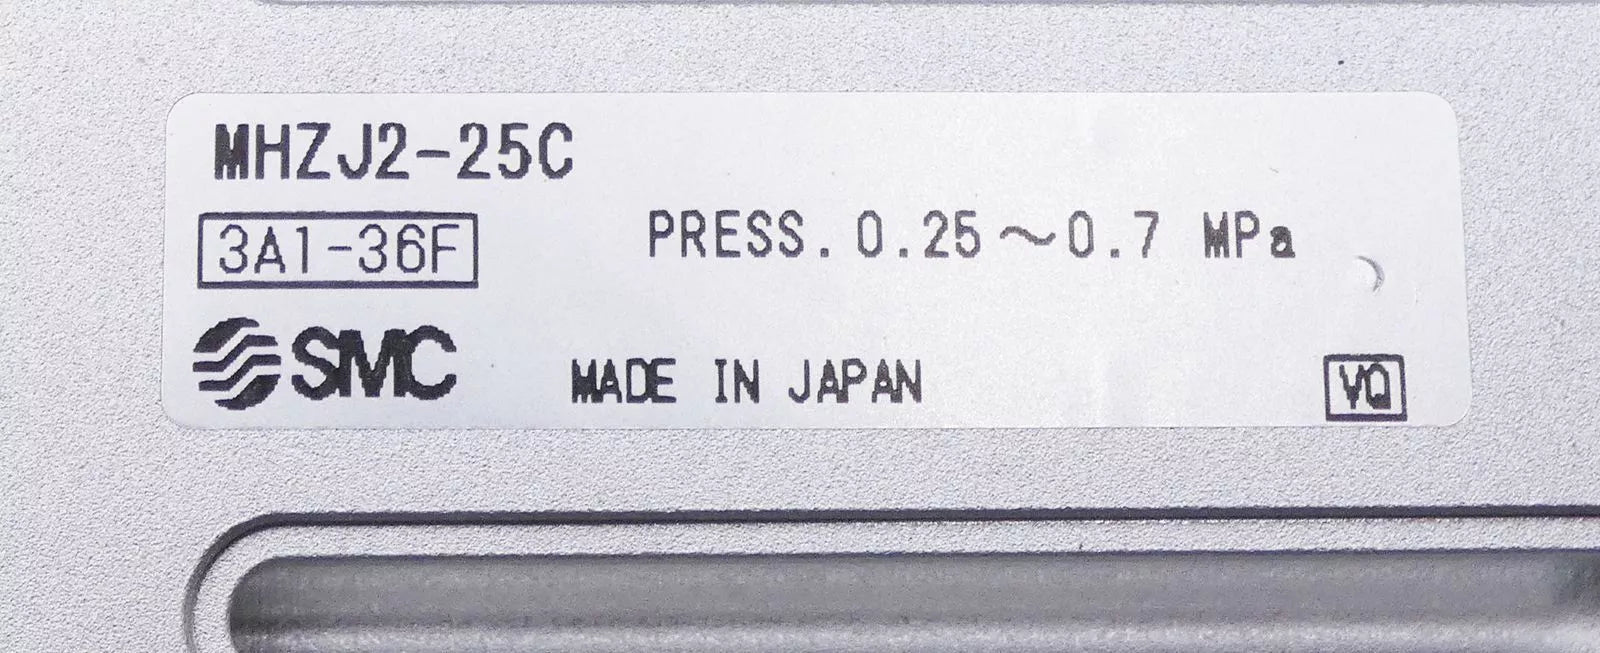 MHZJ2-25C
3A1-36F
PRESS. 0.25～0.7 MPa
SMC
MADE IN JAPAN
VQ